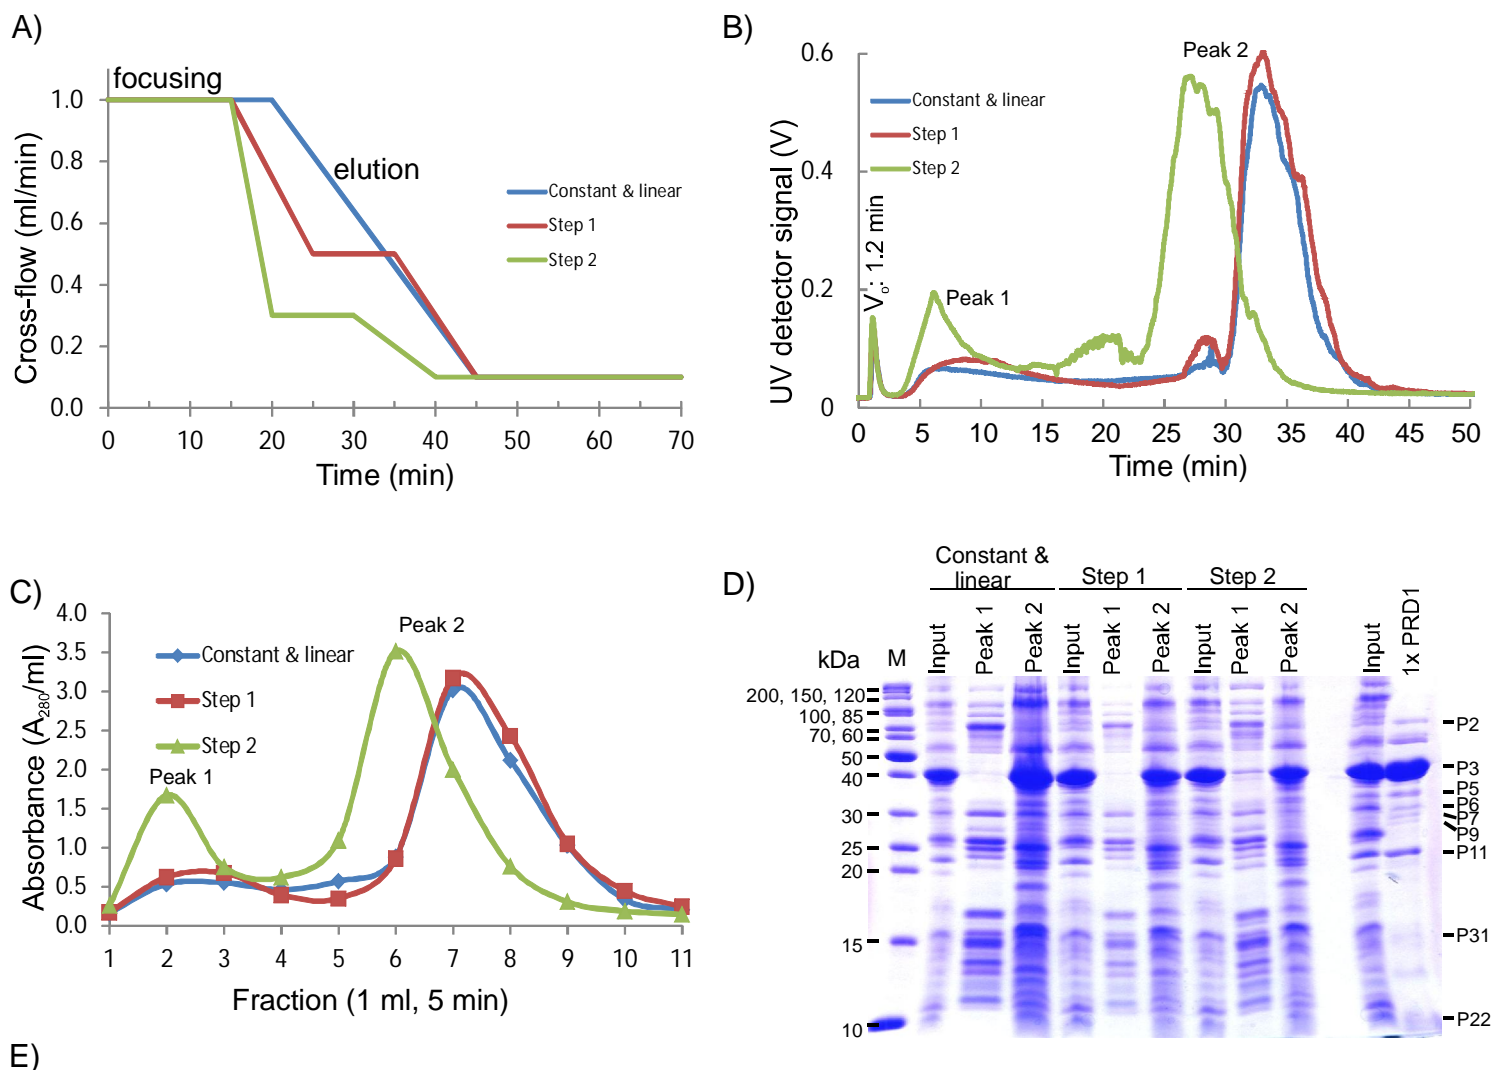 A)
focusing
elution
Constant & linear
Step 1
Step 2
1.0
0.8
0.6
0.4
0.2
0.0
Cross-flow (ml/min)
0 10 20 30 40 50 60 70
Time (min)
B)
Peak 2
Constant & linear
Step 1
Step 2
Vo: 1.2 min
Peak 1
0.6
0.4
0.2
0
UV detector signal (V)
0 5 10 15 20 25 30 35 40 45 50
Time (min)
C)
Peak 2
Constant & linear
Step 1
Step 2
Peak 1
4.0
3.5
3.0
2.5
2.0
1.5
1.0
0.5
0.0
Absorbance (A280/ml)
1 2 3 4 5 6 7 8 9 10 11
Fraction (1 ml, 5 min)
D)
Constant &
linear
Step 1
Step 2
kDa
M
Input
Peak 1
Peak 2
Input
Peak 1
Peak 2
Input
Peak 1
Peak 2
Input
1x PRD1
200, 150, 120
100, 85
70, 60
50
40
30
25
20
15
10
P2
P3
P5
P6
P7
P9
P11
P31
P22
E)